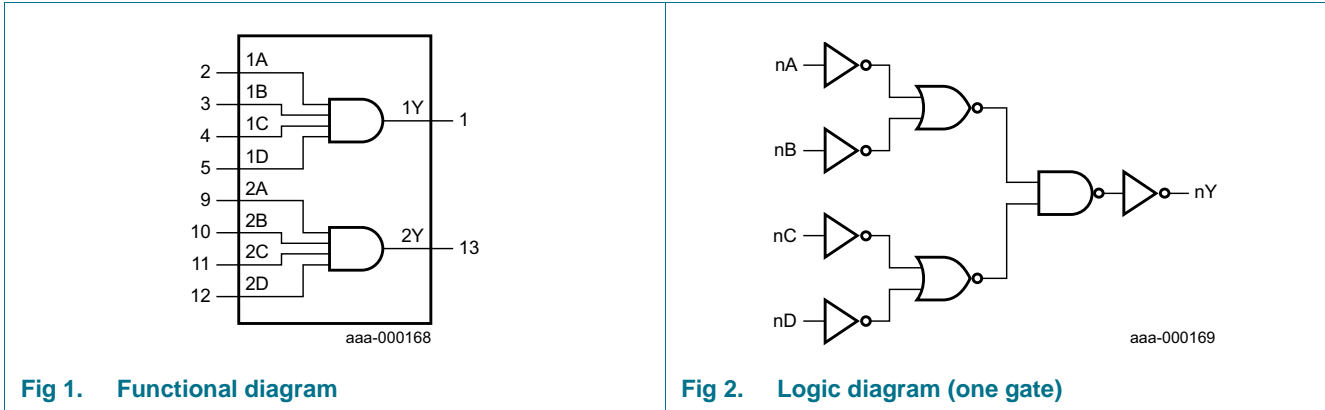 1A
2
1B
3
1Y
1
1C
4
1D
5
2A
9
2B
10
2Y
13
2C
11
2D
12
aaa-000168
Fig 1. Functional diagram
nA
nB
nY
nC
nD
aaa-000169
Fig 2. Logic diagram (one gate)